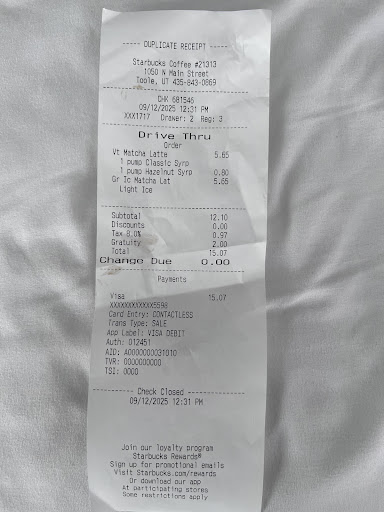 ----- DUPLICATE RECEIPT -----
Starbucks Coffee #21313
1050 N Main Street
Toole, UT 435-843-0869
CHK 681546
09/12/2025 12:31 PM
XXX1717 Drawer: 2 Reg: 3
Drive Thru
Order
Vt Matcha Latte 5.65
1 pump Classic Syrp
1 pump Hazelnut Syrp 0.80
Gr Ic Matcha Lat 5.65
Light Ice
Subtotal 12.10
Discounts 0.00
Tax 8.0% 0.97
Gratuity 2.00
Total 15.07
Change Due 0.00
Payments
Visa 15.07
XXXXXXXXXXXX5598
Card Entry: CONTACTLESS
Trans Type: SALE
App Label: VISA DEBIT
Auth: 012451
AID: A0000000031010
TVR: 0000000000
TSI: 0000
---------- Check Closed ----------
09/12/2025 12:31 PM
Join our loyalty program
Starbucks Rewards®
Sign up for promotional emails
Visit Starbucks.com/rewards
Or download our app
At participating stores
Some restrictions apply